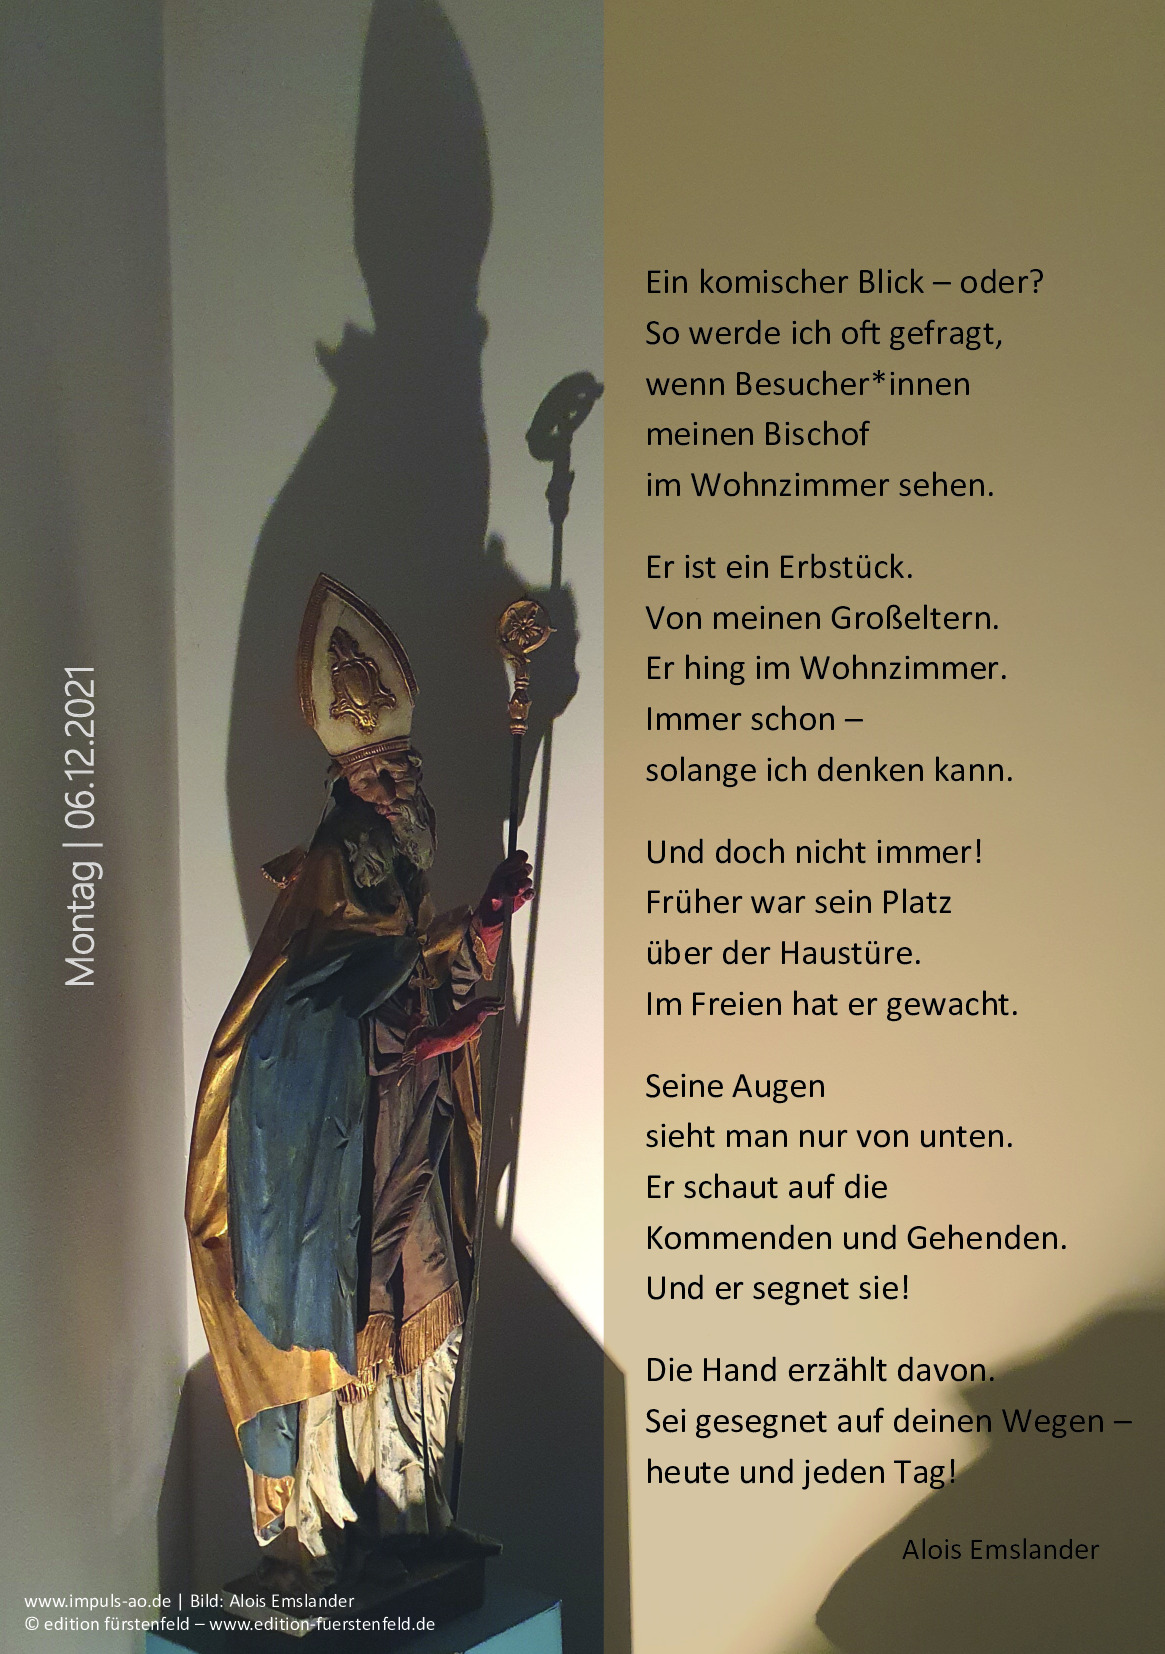 Montag | 06.12.2021
Ein komischer Blick – oder?
So werde ich oft gefragt,
wenn Besucher*innen
meinen Bischof
im Wohnzimmer sehen.
Er ist ein Erbstück.
Von meinen Großeltern.
Er hing im Wohnzimmer.
Immer schon –
solange ich denken kann.
Und doch nicht immer!
Früher war sein Platz
über der Haustüre.
Im Freien hat er gewacht.
Seine Augen
sieht man nur von unten.
Er schaut auf die
Kommenden und Gehenden.
Und er segnet sie!
Die Hand erzählt davon.
Sei gesegnet auf deinen Wegen –
heute und jeden Tag!
Alois Emslander
www.impuls-ao.de | Bild: Alois Emslander
© edition fürstenfeld – www.edition-fuerstenfeld.de